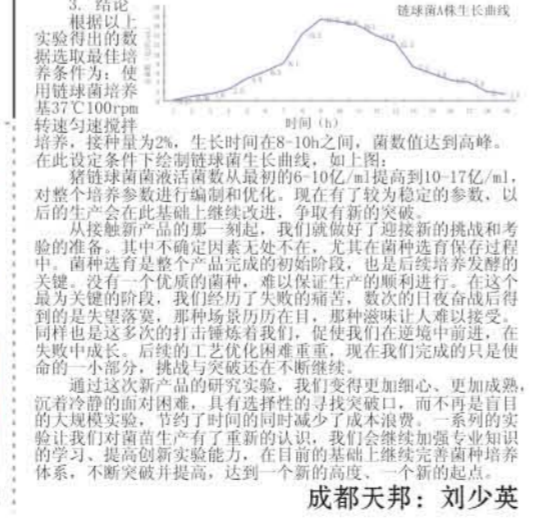 3. 结论
链球菌A株生长曲线
根据以上
实验得出的数
据选取最佳培
养条件为：使
用链球菌培养
基37℃100rpm
转速匀速搅拌
时间（h）
培养，接种量为2%，生长时间在8-10h之间，菌数值达到高峰。
在此设定条件下绘制链球菌生长曲线，如上图：
猪链球菌菌液活菌数从最初的6-10亿/ml提高到10-17亿/ml，
对整个培养参数进行编制和优化。现在有了较为稳定的参数，以
后的生产会在此基础上继续改进，争取有新的突破。
从接触新产品的那一刻起，我们就做好了迎接新的挑战和考
验的准备。其中不确定因素无处不在，尤其在菌种选育保存过程
中。菌种选育是整个产品完成的初始阶段，也是后续培养发酵的
关键。没有一个优质的菌种，难以保证生产的顺利进行。在这个
最为关键的阶段，我们经历了失败的痛苦，数次的日夜奋战后得
到的是失望落寞，那种场景历历在目，那种滋味让人难以接受。
同样也是这多次的打击锤炼着我们，促使我们在逆境中前进，在
失败中成长。后续的工艺优化困难重重，现在我们完成的只是使
命的一小部分，挑战与突破还在不断继续。
通过这次新产品的研究实验，我们变得更加细心、更加成熟，
沉着冷静的面对困难，具有选择性的寻找突破口，而不再是盲目
的大规模实验，节约了时间的同时减少了成本浪费。一系列的实
验让我们对菌苗生产有了重新的认识，我们会继续加强专业知识
的学习、提高创新实验能力，在目前的基础上继续完善菌种培养
体系，不断突破并提高，达到一个新的高度、一个新的起点。
成都天邦：刘少英